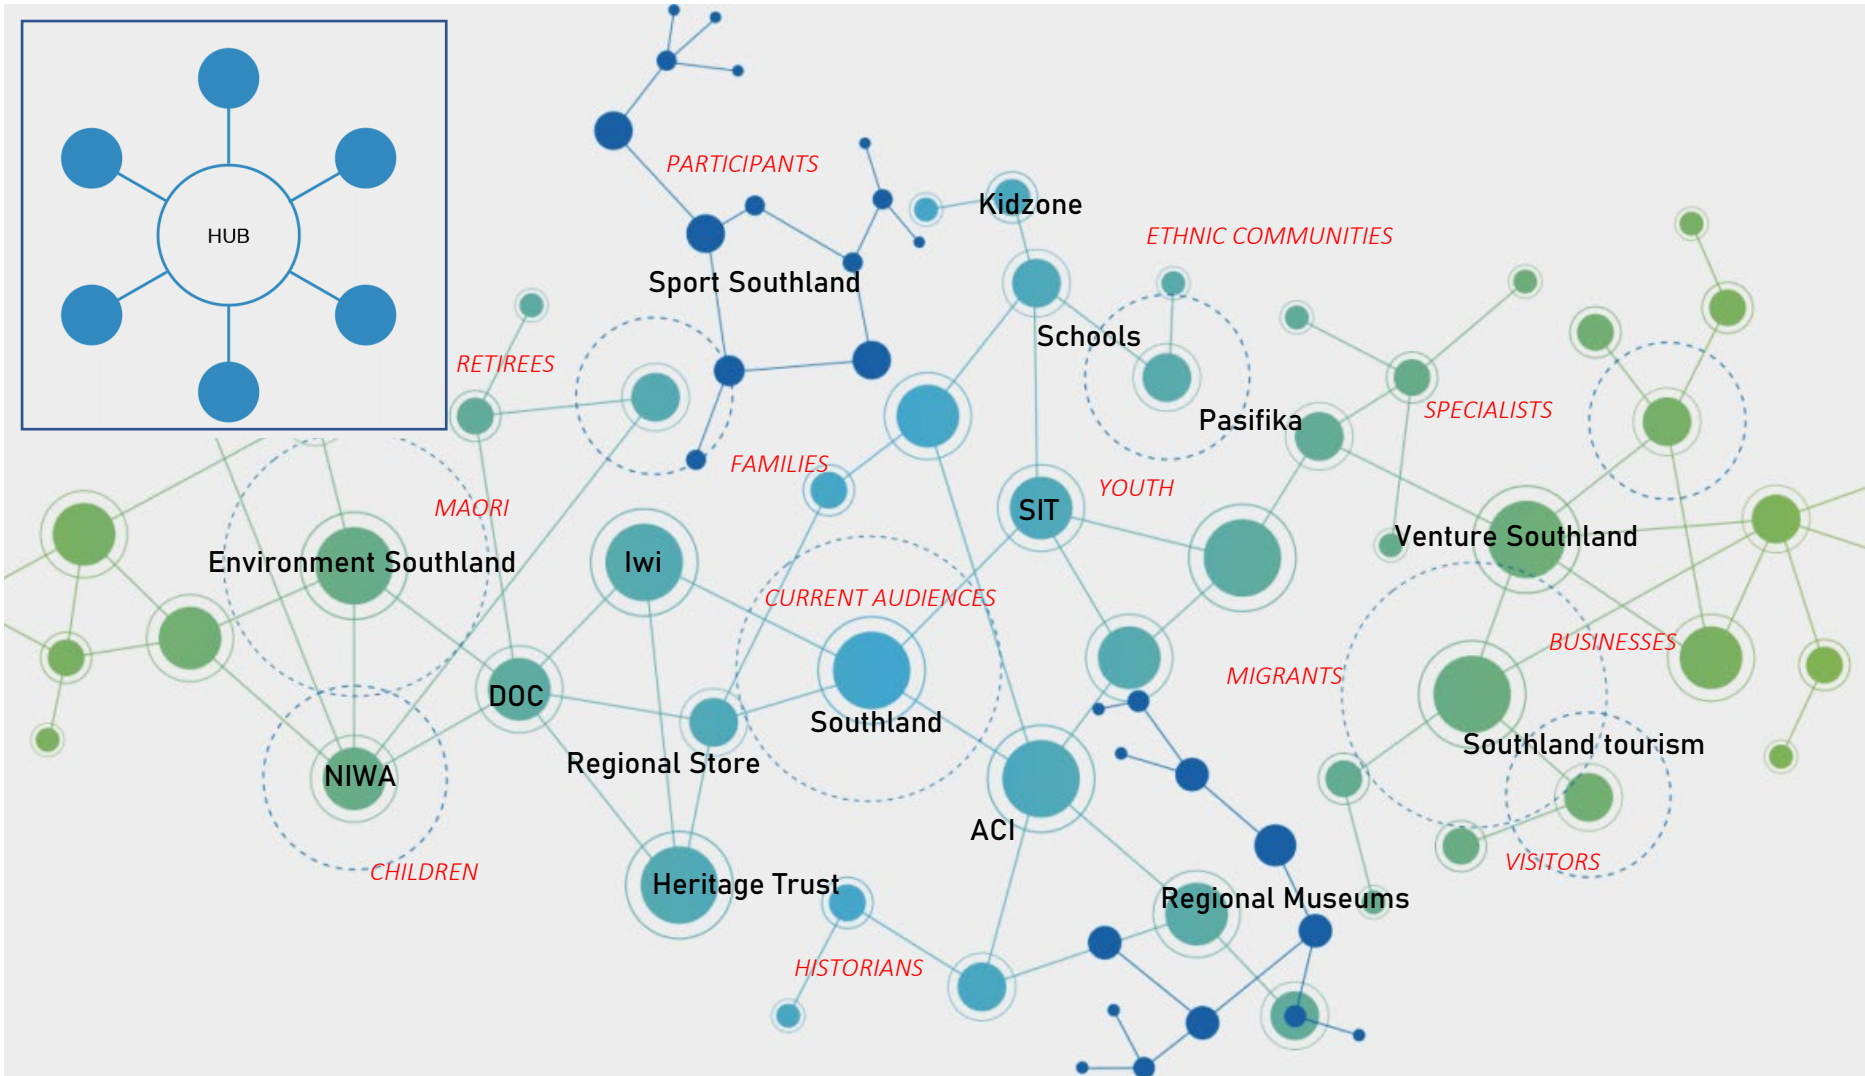 HUB
PARTICIPANTS
Kidzone
ETHNIC COMMUNITIES
Sport Southland
Schools
RETIREES
SPECIALISTS
Pasifika
FAMILIES
YOUTH
MAORI
SIT
Venture Southland
Environment Southland
Iwi
CURRENT AUDIENCES
BUSINESSES
MIGRANTS
DOC
Southland
Southland tourism
Regional Store
NIWA
ACI
VISITORS
CHILDREN
Heritage Trust
Regional Museums
HISTORIANS